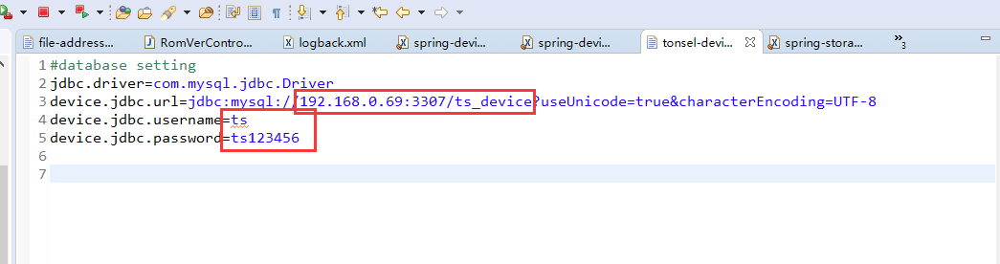 file-address...
RomVerContro...
logback.xml
spring-devi...
spring-devi...
tonsel-devi...
spring-stora...
3
1 #database setting
2 jdbc.driver=com.mysql.jdbc.Driver
3 device.jdbc.url=jdbc:mysql://192.168.0.69:3307/ts_device?useUnicode=true&characterEncoding=UTF-8
4 device.jdbc.username=ts
5 device.jdbc.password=ts123456
6
7